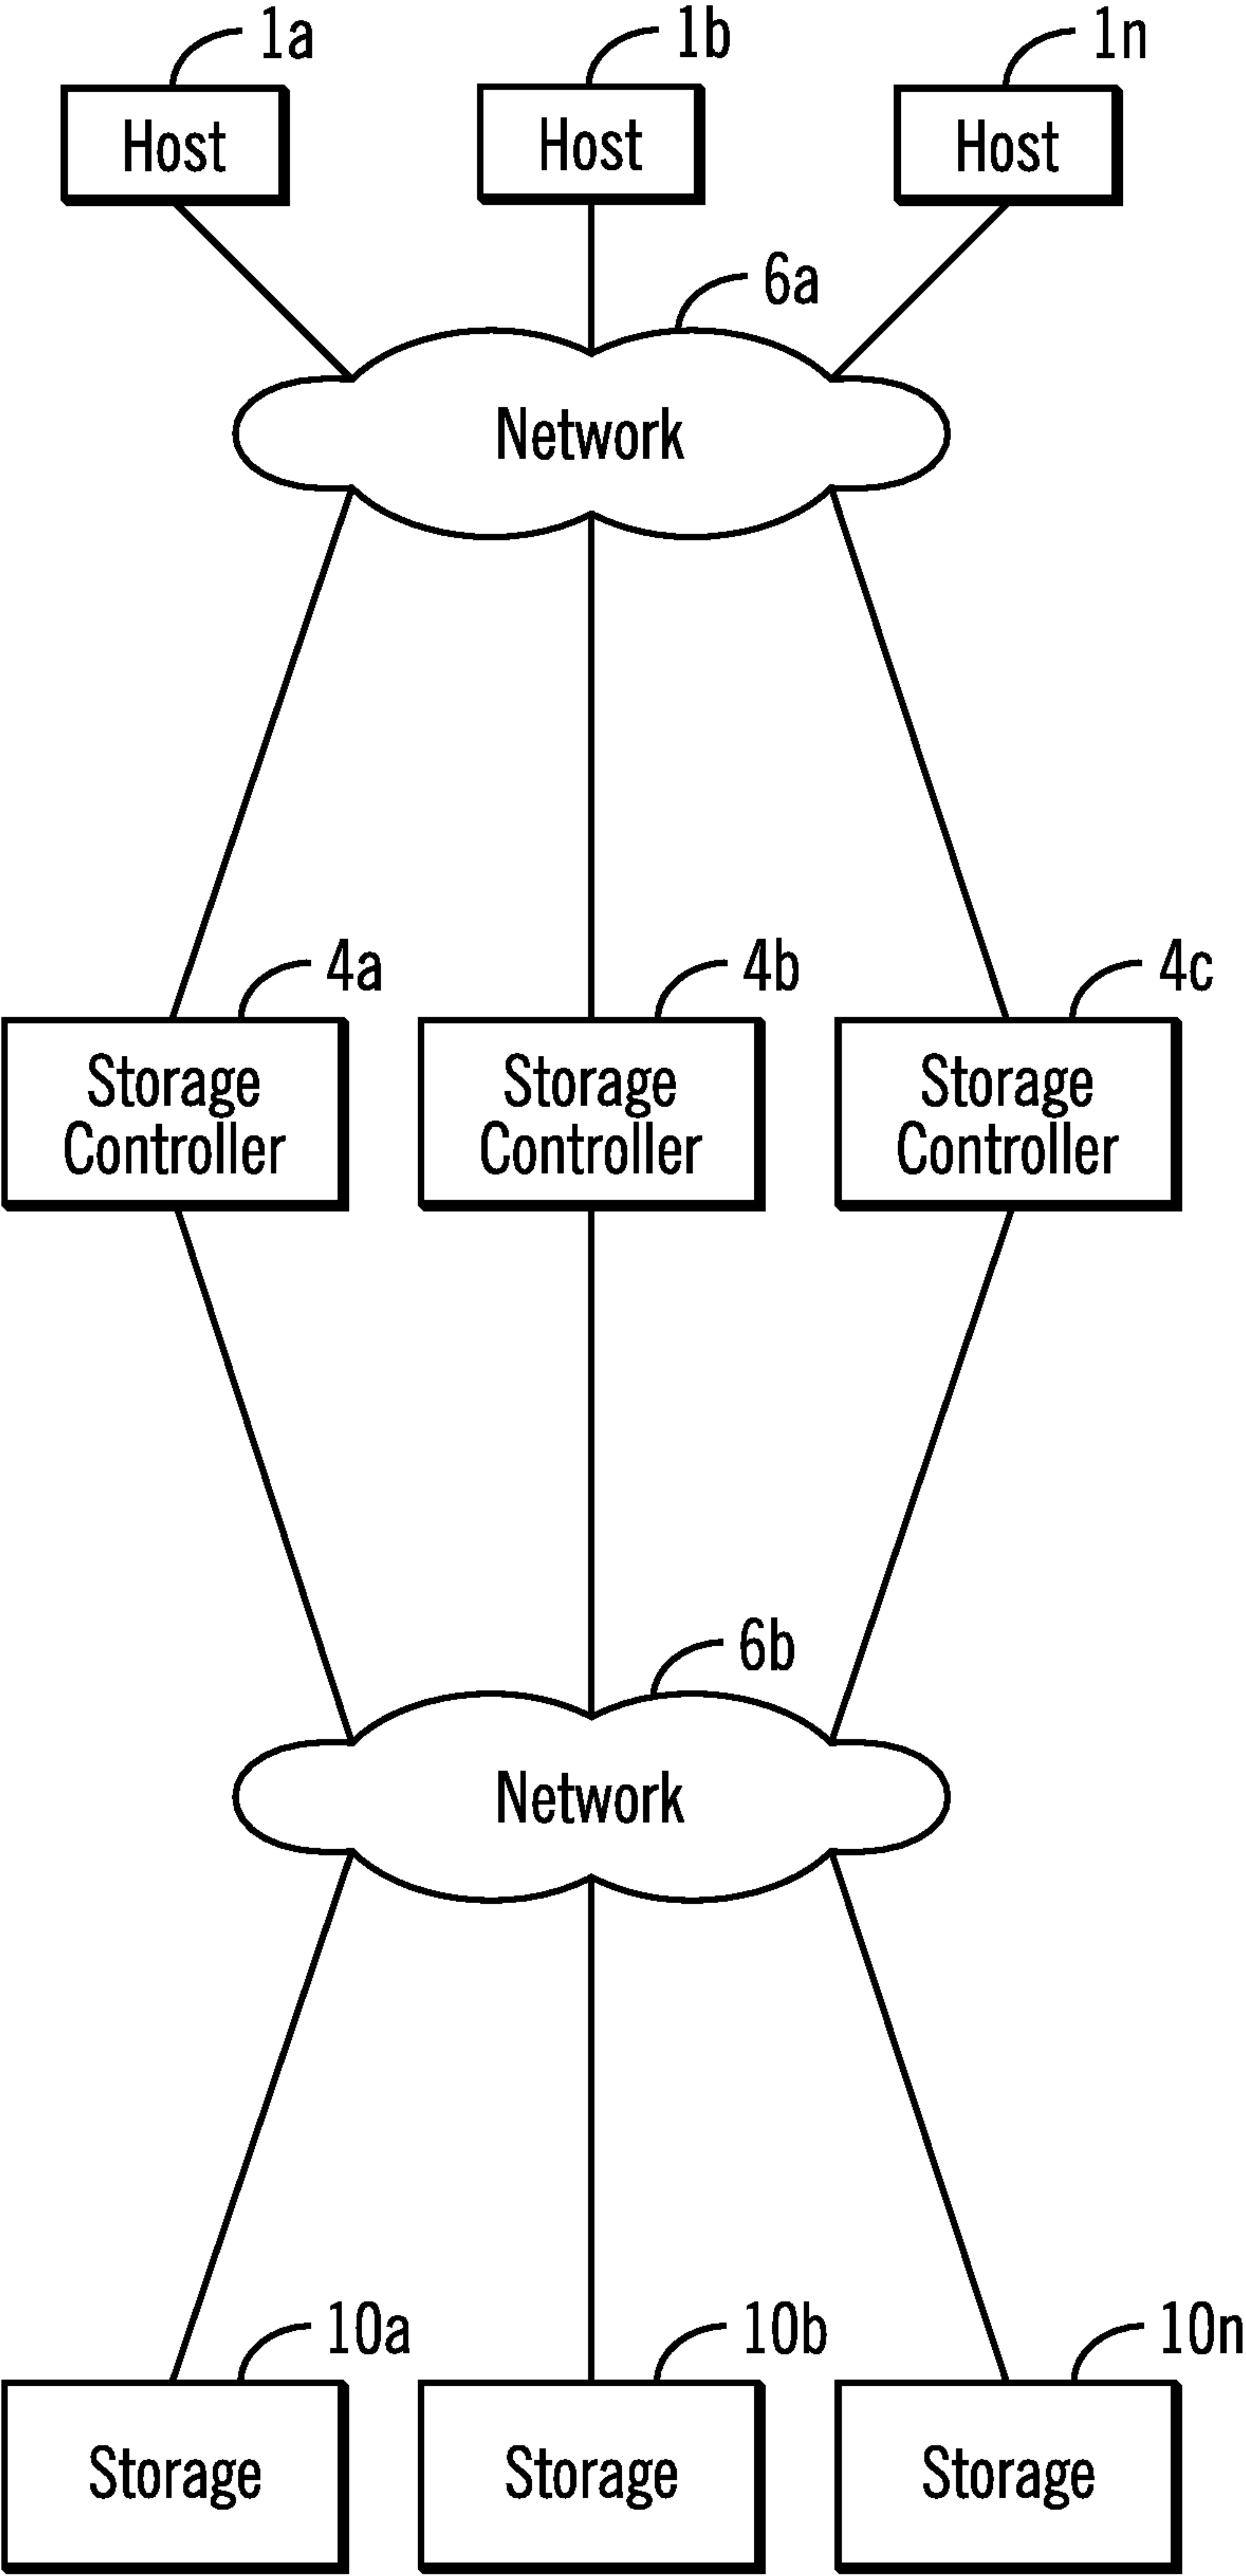 1a
1b
1n
Host
Host
Host
6a
Network
4a
4b
4c
Storage
Controller
Storage
Controller
Storage
Controller
6b
Network
10a
10b
10n
Storage
Storage
Storage